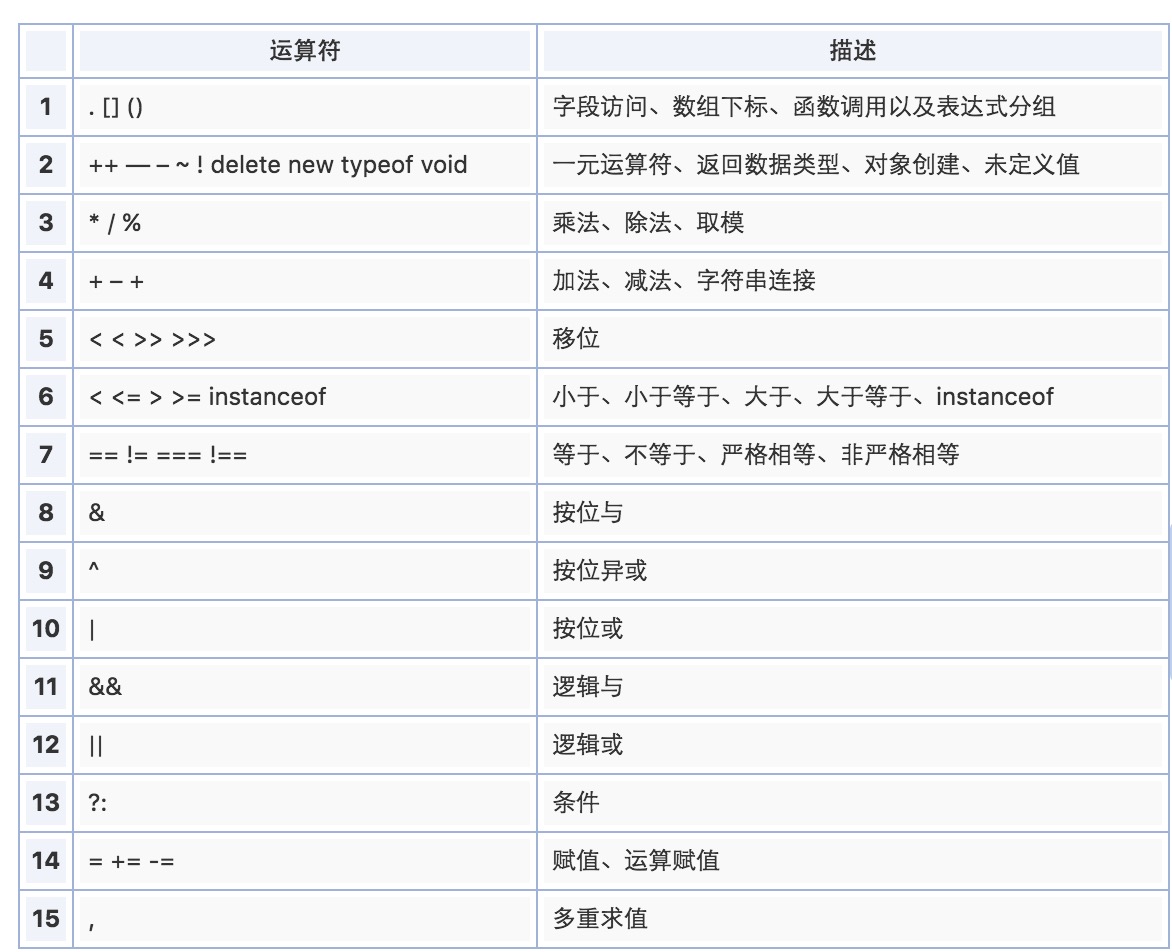 运算符 描述
1 . [] () 字段访问、数组下标、函数调用以及表达式分组
2 ++ — – ~ ! delete new typeof void 一元运算符、返回数据类型、对象创建、未定义值
3 * / % 乘法、除法、取模
4 + – + 加法、减法、字符串连接
5 < < >> >>> 移位
6 < <= > >= instanceof 小于、小于等于、大于、大于等于、instanceof
7 == != === !== 等于、不等于、严格相等、非严格相等
8 & 按位与
9 ^ 按位异或
10 | 按位或
11 && 逻辑与
12 || 逻辑或
13 ?: 条件
14 = += -= 赋值、运算赋值
15 , 多重求值